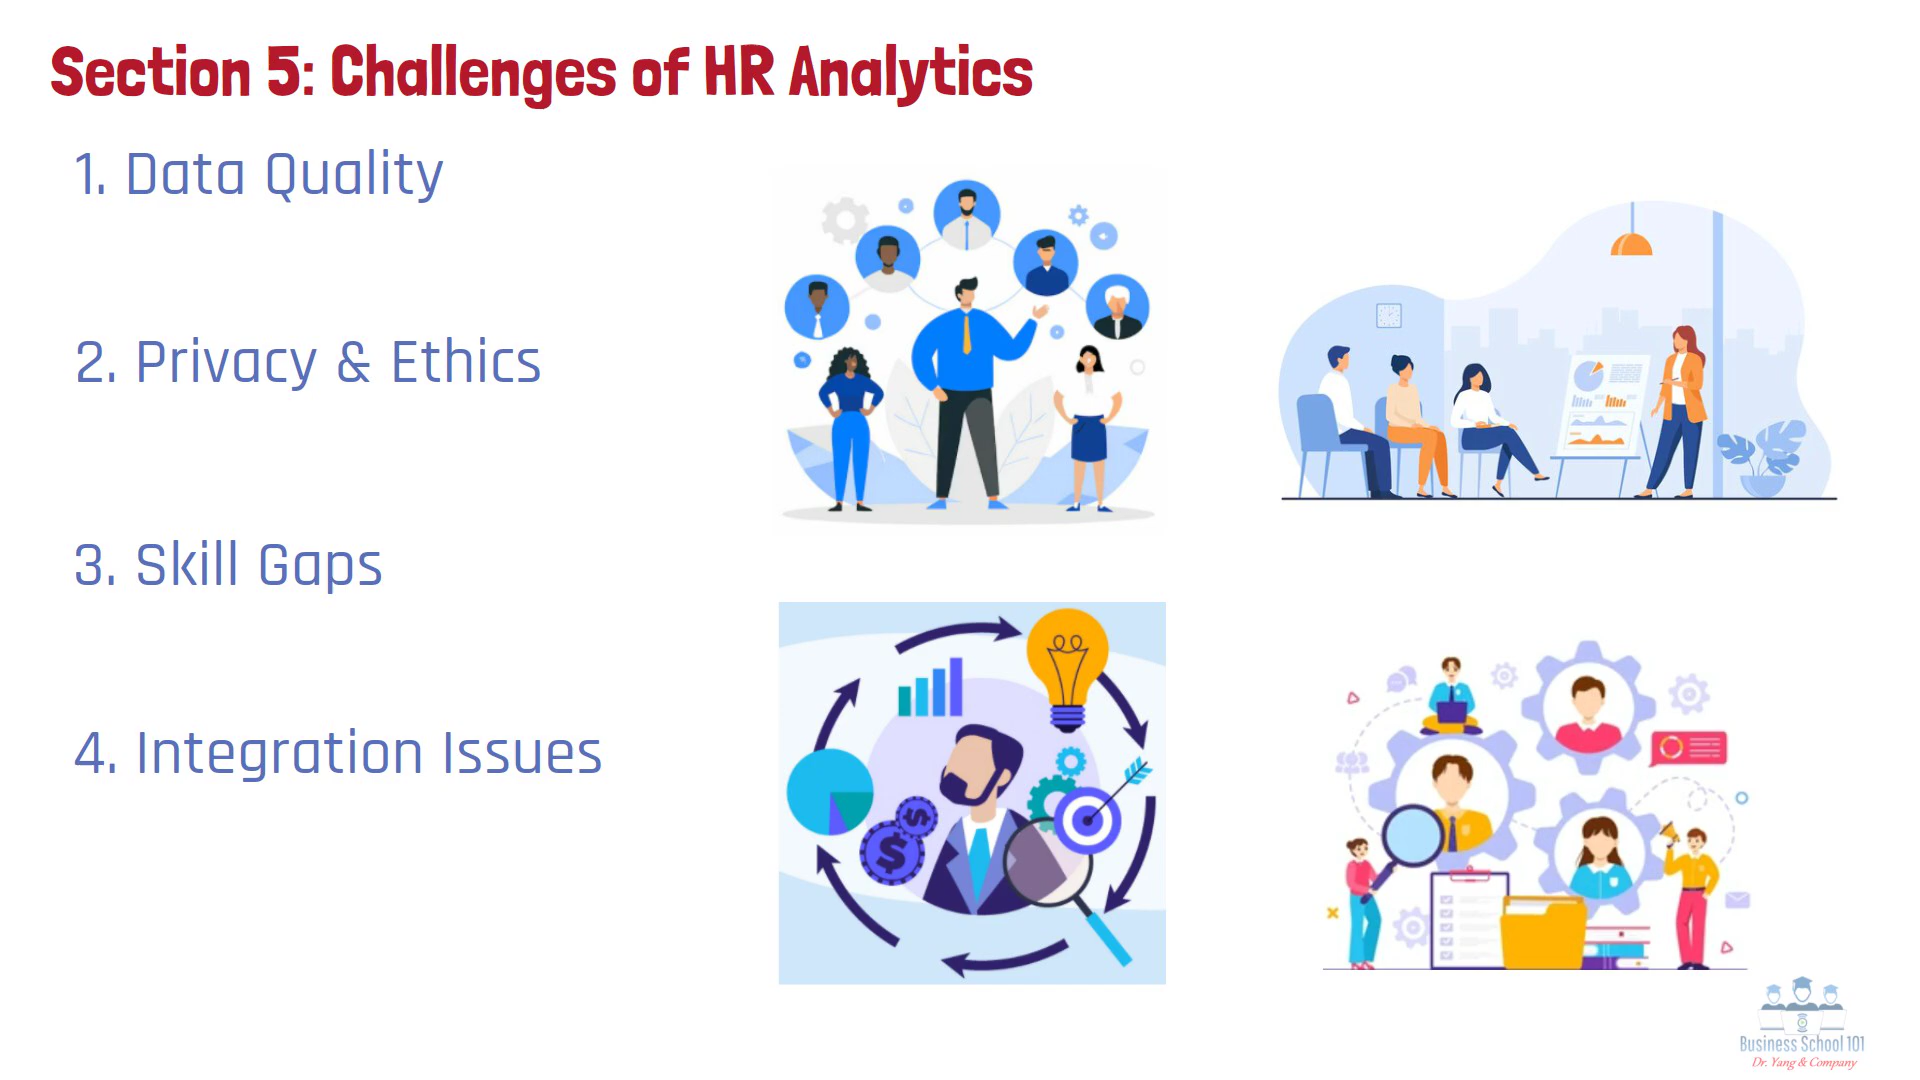 Section 5: Challenges of HR Analytics
1. Data Quality
2. Privacy & Ethics
3. Skill Gaps
4. Integration Issues
$
$
Business School 101
Dr. Yang & Company